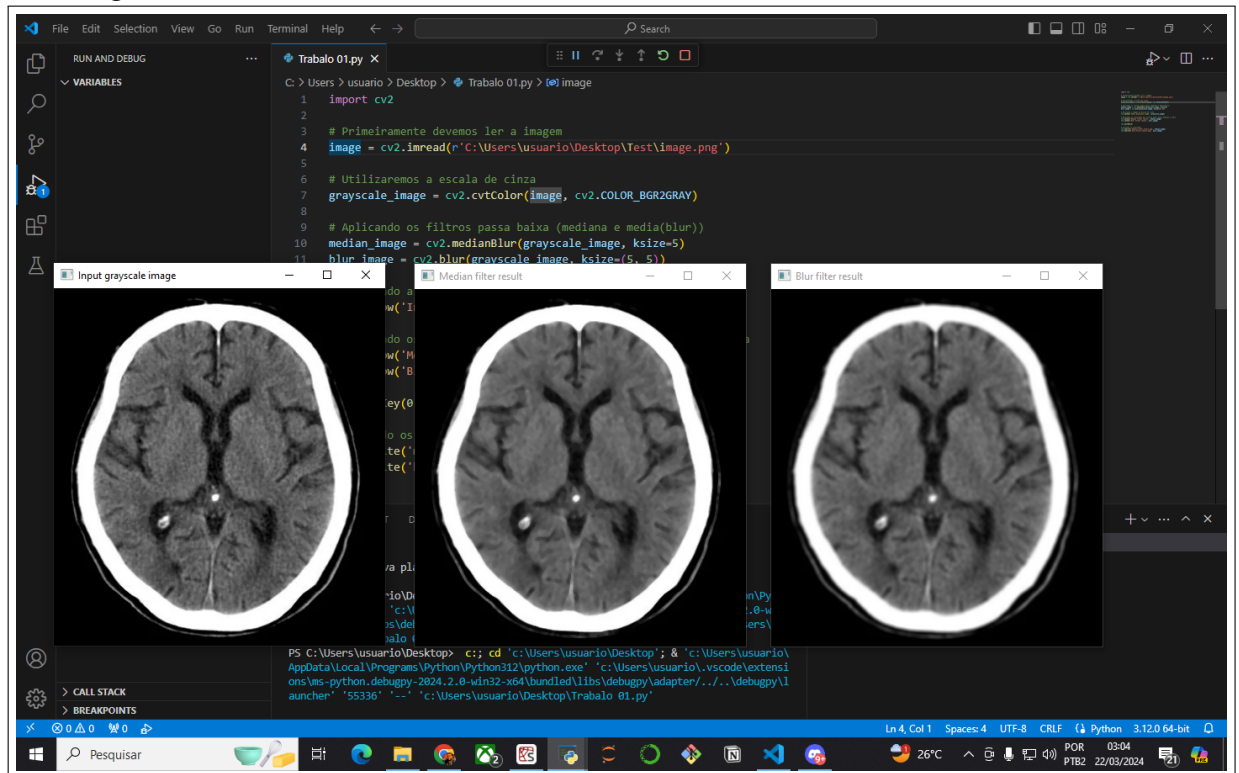 File Edit Selection View Go Run Terminal Help
Search
RUN AND DEBUG
Trabalo 01.py
VARIABLES
C: > Users > usuario > Desktop > Trabalo 01.py > image
1 import cv2
2
3 # Primeiramente devemos ler a imagem
4 image = cv2.imread(r'C:\Users\usuario\Desktop\Test\image.png')
5
6 # Utilizaremos a escala de cinza
7 grayscale_image = cv2.cvtColor(image, cv2.COLOR_BGR2GRAY)
8
9 # Aplicando os filtros passa baixa (mediana e media(blur))
10 median_image = cv2.medianBlur(grayscale_image, ksize=5)
11 blur_image = cv2.blur(grayscale_image, ksize=(5, 5))
Input grayscale image
Median filter result
Blur filter result
PS C:\Users\usuario\Desktop> c:; cd 'c:\Users\usuario\Desktop'; & 'c:\Users\usuario\
AppData\Local\Programs\Python\Python312\python.exe' 'c:\Users\usuario\.vscode\extensi
ons\ms-python.debugpy-2024.2.0-win32-x64\bundled\libs\debugpy\adapter/../..\debugpy\l
auncher' '55336' '--' 'c:\Users\usuario\Desktop\Trabalo 01.py'
CALL STACK
BREAKPOINTS
0 0 0 Ln 4, Col 1 Spaces: 4 UTF-8 CRLF Python 3.12.0 64-bit
Pesquisar
26°C
POR 03:04
PTB2 22/03/2024
21